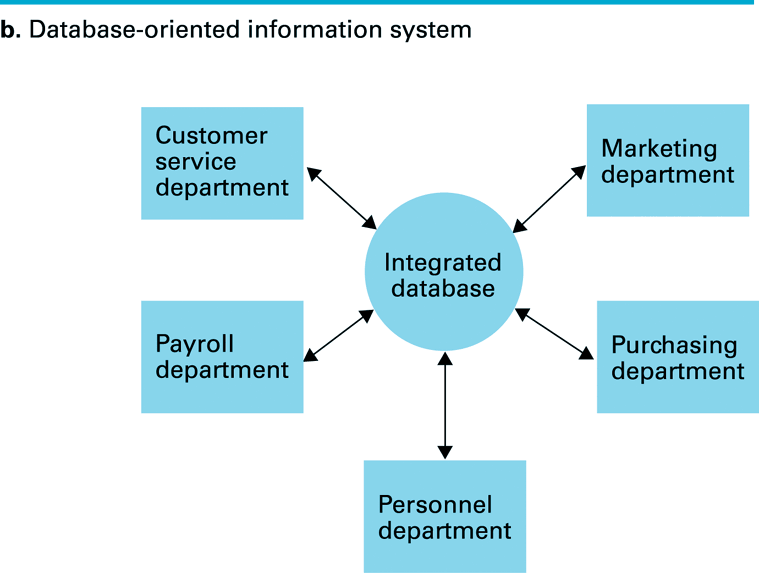 b. Database-oriented information system
Customer
service
department
Marketing
department
Integrated
database
Payroll
department
Purchasing
department
Personnel
department